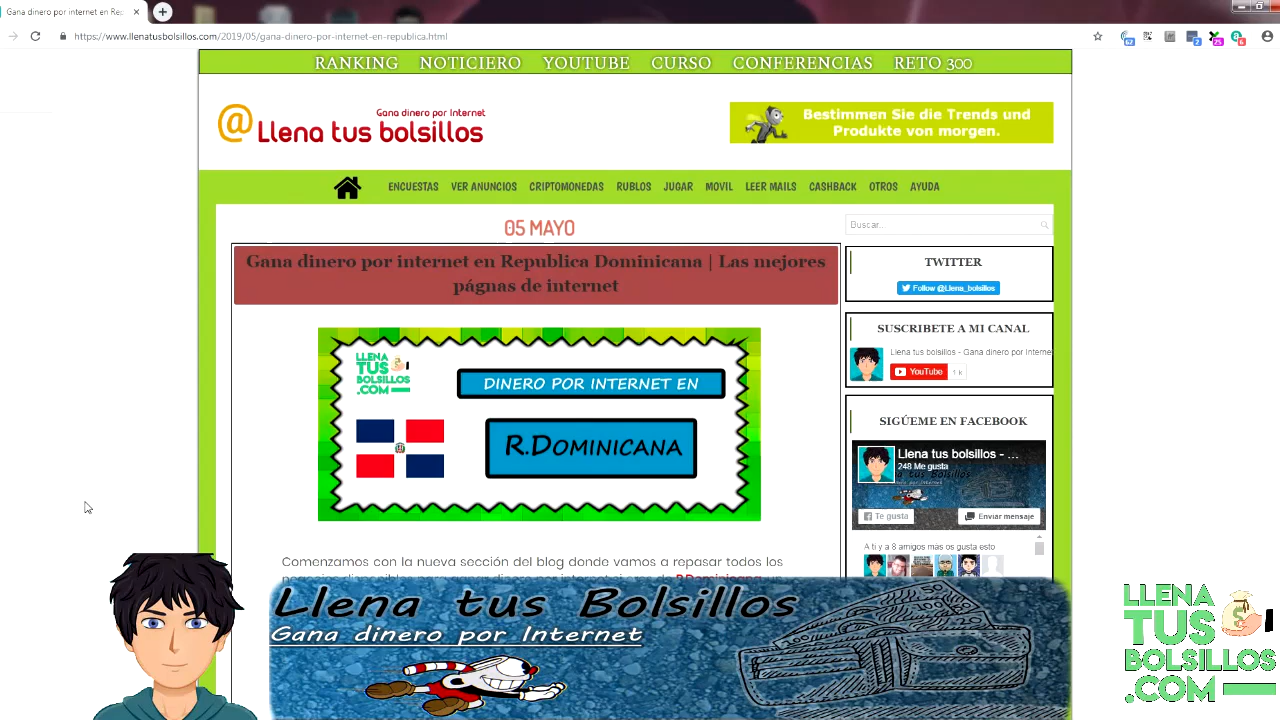 Gana dinero por internet en Re
https://www.llenatusbolsillos.com/2019/05/gana-dinero-por-internet-en-republica.html
62
2
25
6
RANKING NOTICIERO YOUTUBE CURSO CONFERENCIAS RETO 300
Gana dinero por Internet
@Llena tus bolsillos
Bestimmen Sie die Trends und
Produkte von morgen.
ENCUESTAS VER ANUNCIOS CRIPTOMONEDAS RUBLOS JUGAR MOVIL LEER MAILS CASHBACK OTROS AYUDA
05 MAYO
Gana dinero por internet en Republica Dominicana | Las mejores
págnas de internet
LLENA
TUS
BOLSILLOS
.COM
DINERO POR INTERNET EN
R.DOMINICANA
Comenzamos con la nueva sección del blog donde vamos a repasar todos los
Buscar..
TWITTER
Follow @Llena_bolsillos
SUSCRIBETE A MI CANAL
Llena tus bolsillos - Gana dinero por Interne
YouTube
1 k
SIGÚEME EN FACEBOOK
Llena tus bolsillos - ...
248 Me gusta
Te gusta
Enviar mensaje
A ti y a 8 amigos más os gusta esto
Llena tus Bolsillos
Gana dinero por Internet
LLENA
TUS
BOLSILLOS
.COM